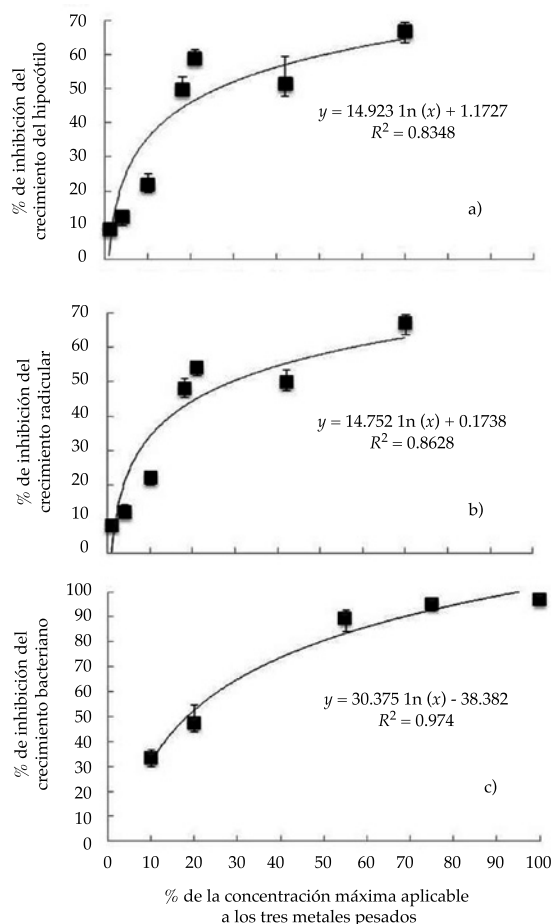 % de inhibición del
crecimiento del hipocótilo
70
60
50
40
30
20
10
0
y = 14.923 1n (x) + 1.1727
R² = 0.8348
a)
% de inhibición del
crecimiento radicular
70
60
50
40
30
20
10
0
y = 14.752 1n (x) + 0.1738
R² = 0.8628
b)
% de inhibición del
crecimiento bacteriano
100
90
80
70
60
50
40
30
20
10
0
y = 30.375 1n (x) - 38.382
R² = 0.974
c)
0 10 20 30 40 50 60 70 80 90 100
% de la concentración máxima aplicable
a los tres metales pesados